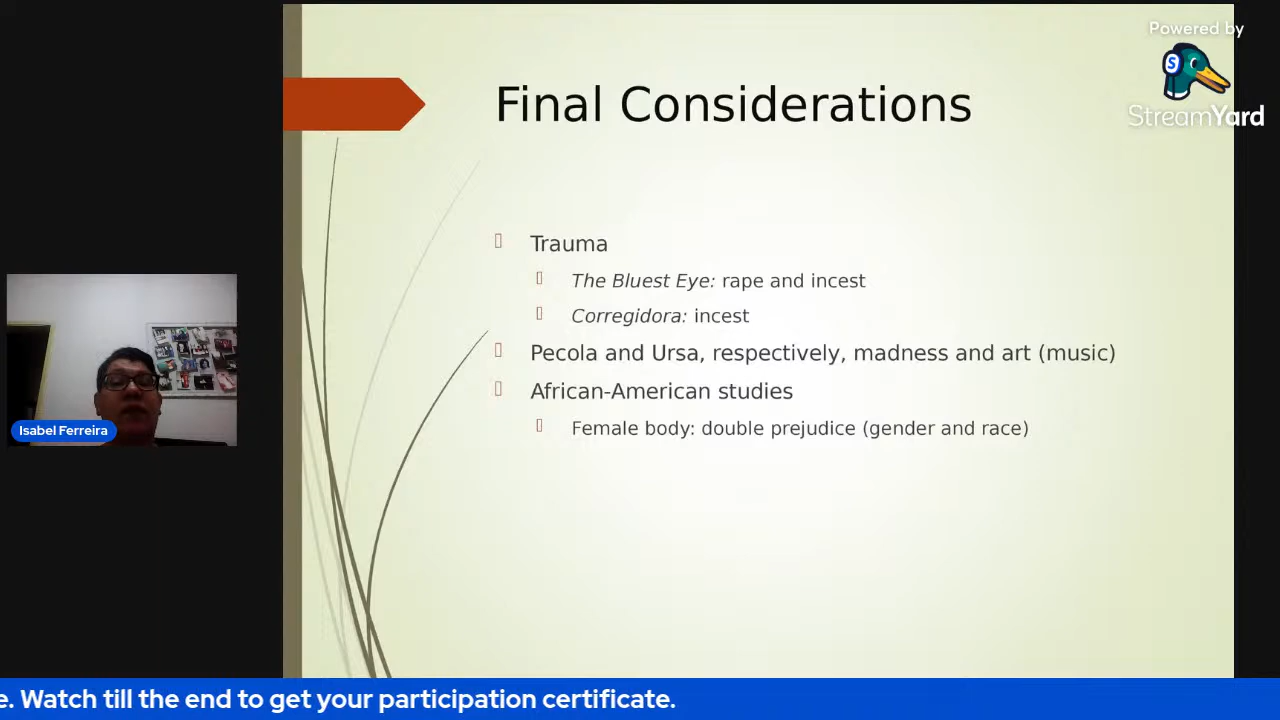 Powered by
StreamYard
Final Considerations
Trauma
The Bluest Eye: rape and incest
Corregidora: incest
Pecola and Ursa, respectively, madness and art (music)
African-American studies
Female body: double prejudice (gender and race)
Isabel Ferreira
e. Watch till the end to get your participation certificate.